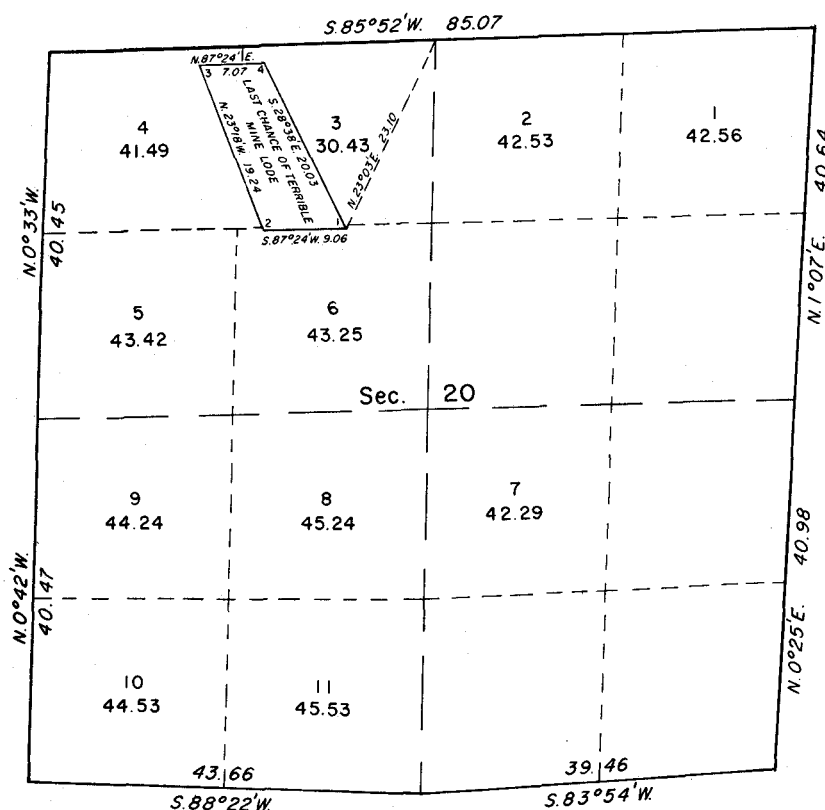 S. 85°52'W. 85.07
N.87°24'E.
3 7.07 4
S. 28°38'E. 20.03
LAST CHANCE OF TERRIBLE
MINE LODE
N. 23°18'W. 19.24
2 1
S.87°24'W. 9.06
N.23°03'E. 23.10
4
41.49
3
30.43
2
42.53
1
42.56
40.64
N.0°33'W.
40.45
N.1°07'E.
5
43.42
6
43.25
Sec. 20
9
44.24
8
45.24
7
42.29
40.98
N.0°42'W.
40.47
N.0°25'E.
10
44.53
11
45.53
43.66
39.46
S.88°22'W.
S.83°54'W.